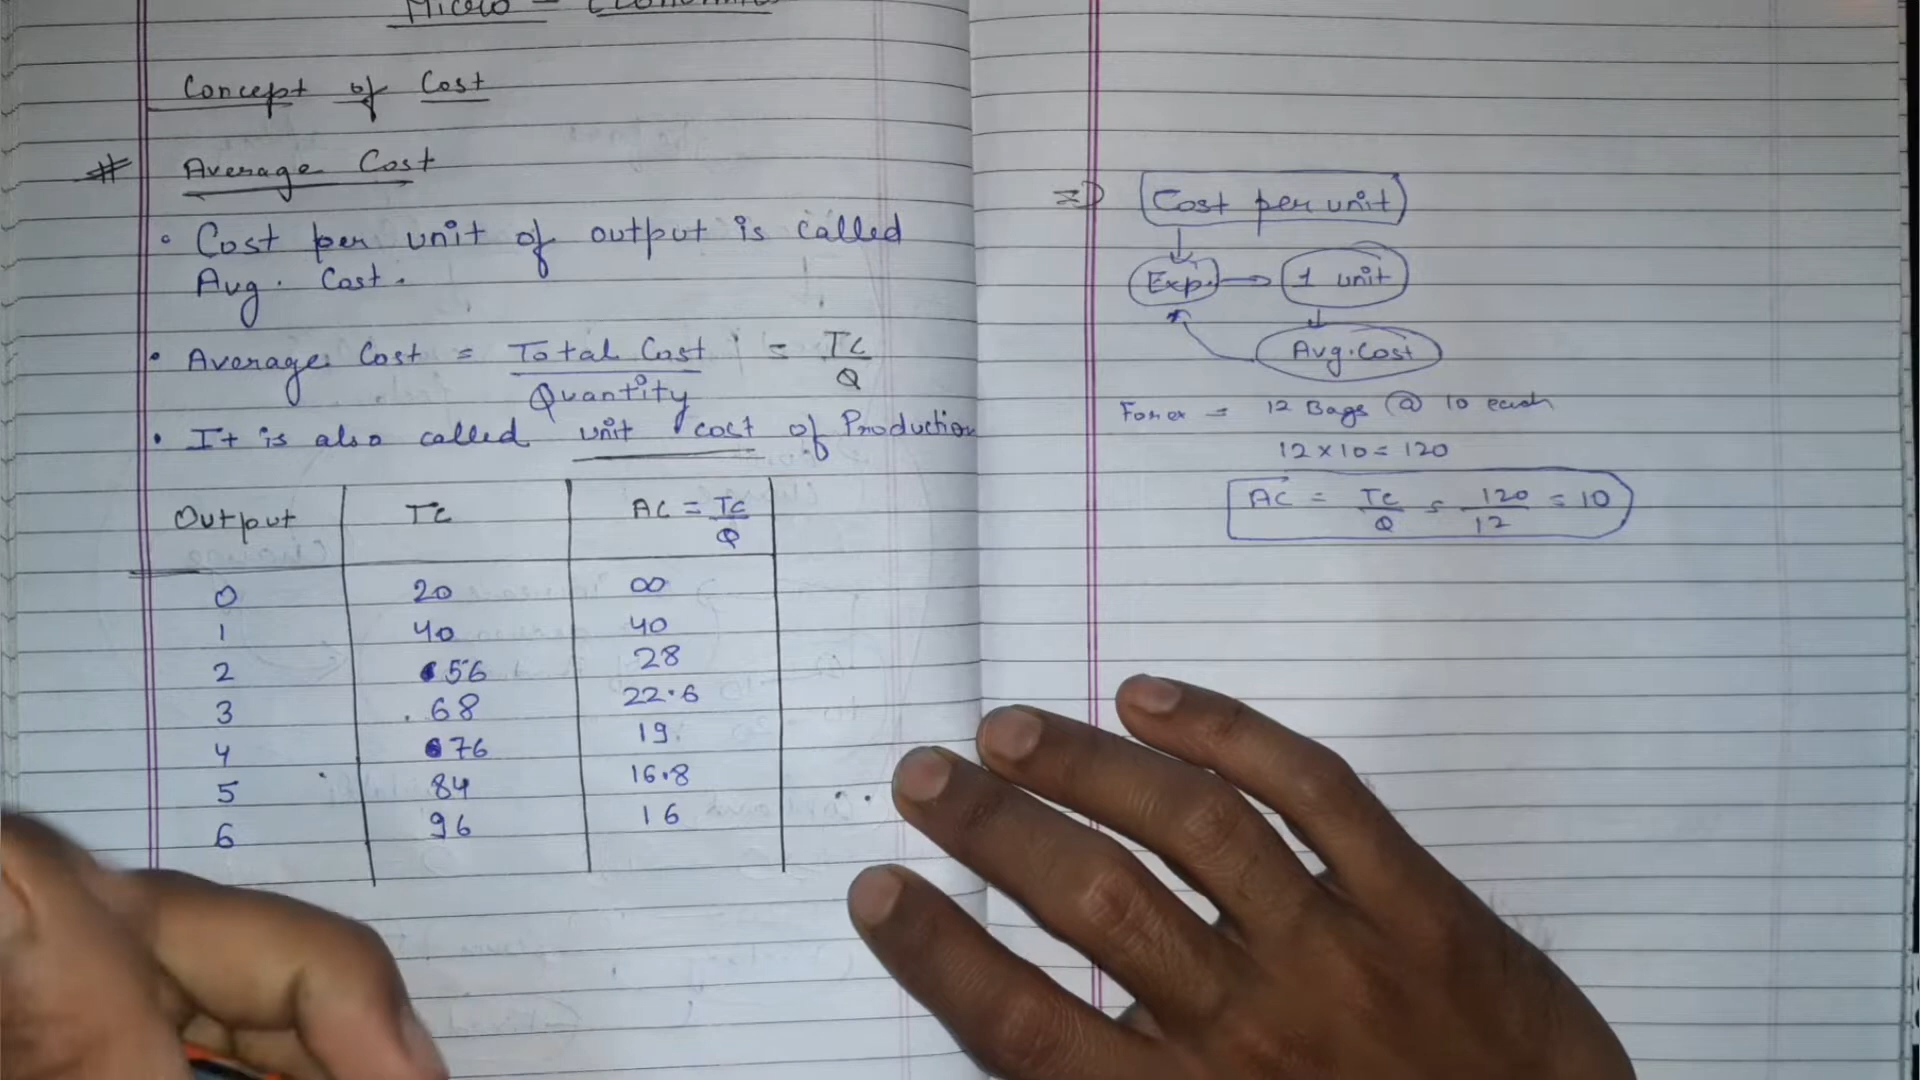 Micro - Economics
Concept of Cost
# Average Cost
• Cost per unit of output is called
Avg. Cost.
• Average Cost = Total Cost / Quantity = TC / Q
• It is also called unit cost of Production
Output TC AC = TC / Q
0 20 ∞
1 40 40
2 56 28
3 68 22.6
4 76 19
5 84 16.8
6 96 16
=> Cost per unit
Exp. → 1 unit
Avg. Cost
For ex = 12 Bags @ 10 each
12 x 10 = 120
AC = TC / Q = 120 / 12 = 10